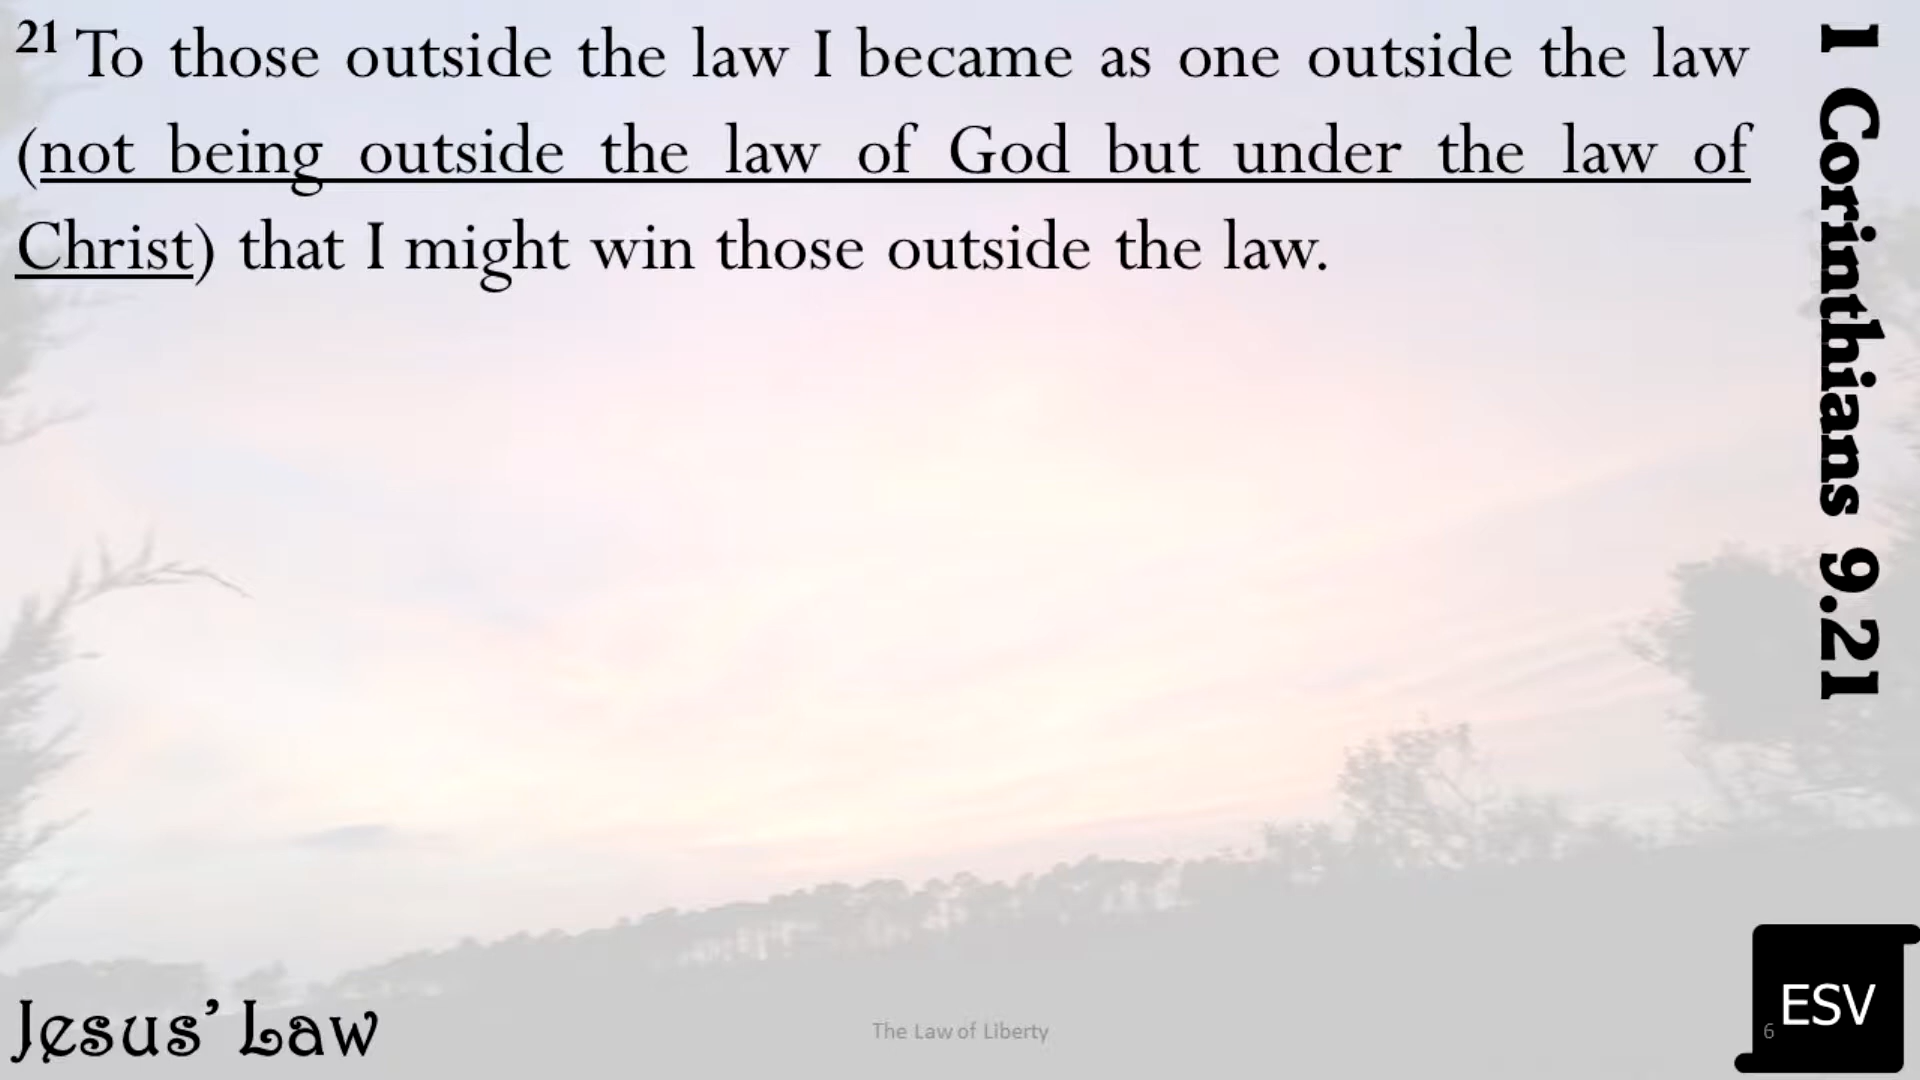 21 To those outside the law I became as one outside the law
(not being outside the law of God but under the law of
Christ) that I might win those outside the law.
1 Corinthians 9.21
Jesus’ Law
The Law of Liberty
6
ESV